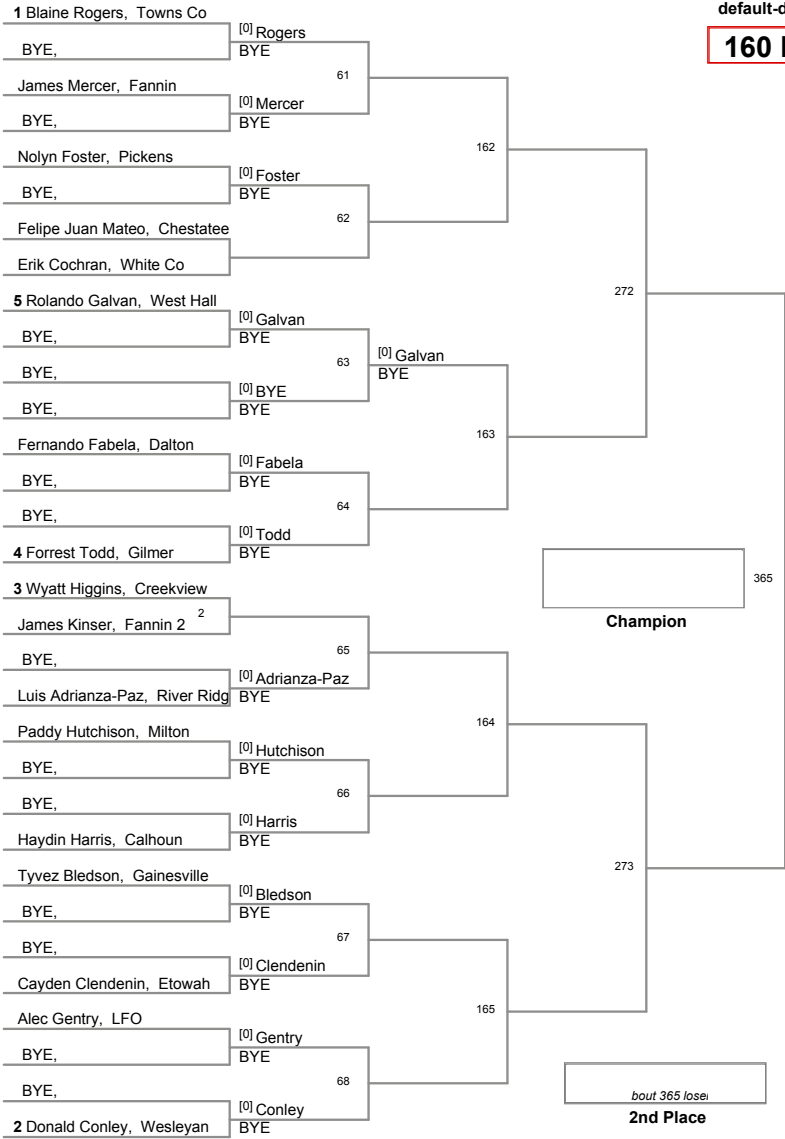 default-d
160
1 Blaine Rogers, Towns Co
BYE,
[0] Rogers
BYE
61
James Mercer, Fannin
BYE,
[0] Mercer
BYE
162
Nolyn Foster, Pickens
BYE,
[0] Foster
BYE
62
Felipe Juan Mateo, Chestatee
Erik Cochran, White Co
272
5 Rolando Galvan, West Hall
BYE,
[0] Galvan
BYE
63
[0] Galvan
BYE
BYE,
BYE,
[0] BYE
BYE
163
Fernando Fabela, Dalton
BYE,
[0] Fabela
BYE
64
BYE,
4 Forrest Todd, Gilmer
[0] Todd
BYE
365
Champion
3 Wyatt Higgins, Creekview
James Kinser, Fannin 2
2
65
BYE,
Luis Adrianza-Paz, River Ridg
[0] Adrianza-Paz
BYE
164
Paddy Hutchison, Milton
BYE,
[0] Hutchison
BYE
66
BYE,
Haydin Harris, Calhoun
[0] Harris
BYE
273
Tyvez Bledson, Gainesville
BYE,
[0] Bledson
BYE
67
BYE,
Cayden Clendenin, Etowah
[0] Clendenin
BYE
165
Alec Gentry, LFO
BYE,
[0] Gentry
BYE
68
BYE,
2 Donald Conley, Wesleyan
[0] Conley
BYE
bout 365 loser
2nd Place